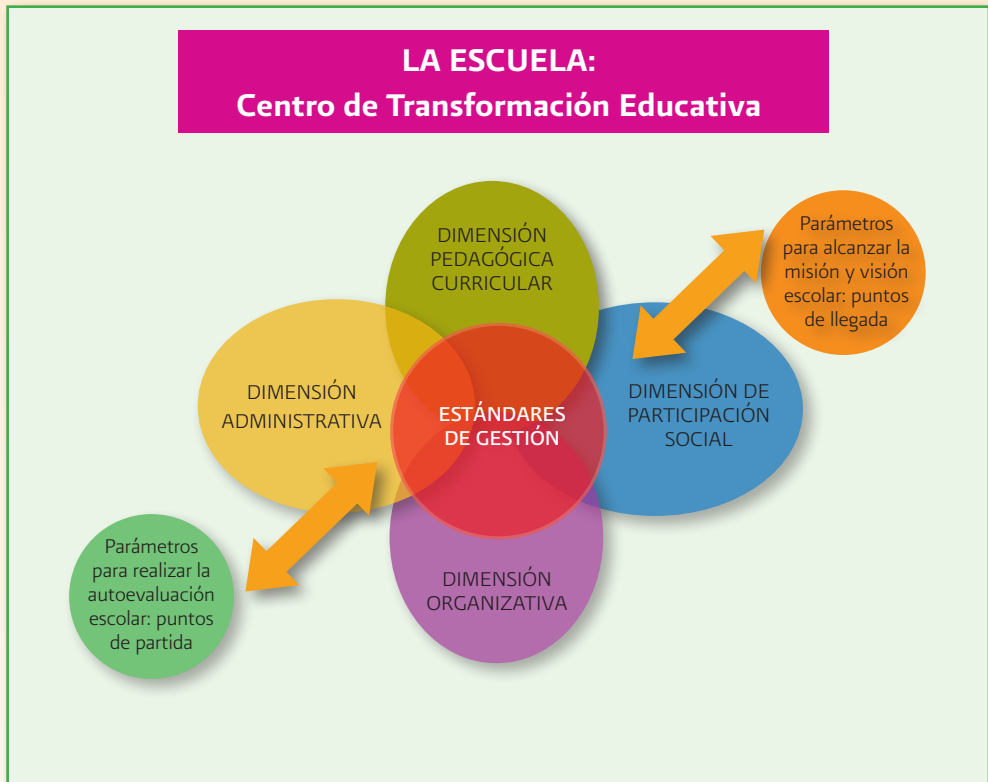 LA ESCUELA:
Centro de Transformación Educativa
DIMENSIÓN
PEDAGÓGICA
CURRICULAR
Parámetros
para alcanzar la
misión y visión
escolar: puntos
de llegada
DIMENSIÓN
ADMINISTRATIVA
ESTÁNDARES
DE GESTIÓN
DIMENSIÓN DE
PARTICIPACIÓN
SOCIAL
Parámetros
para realizar la
autoevaluación
escolar: puntos
de partida
DIMENSIÓN
ORGANIZATIVA